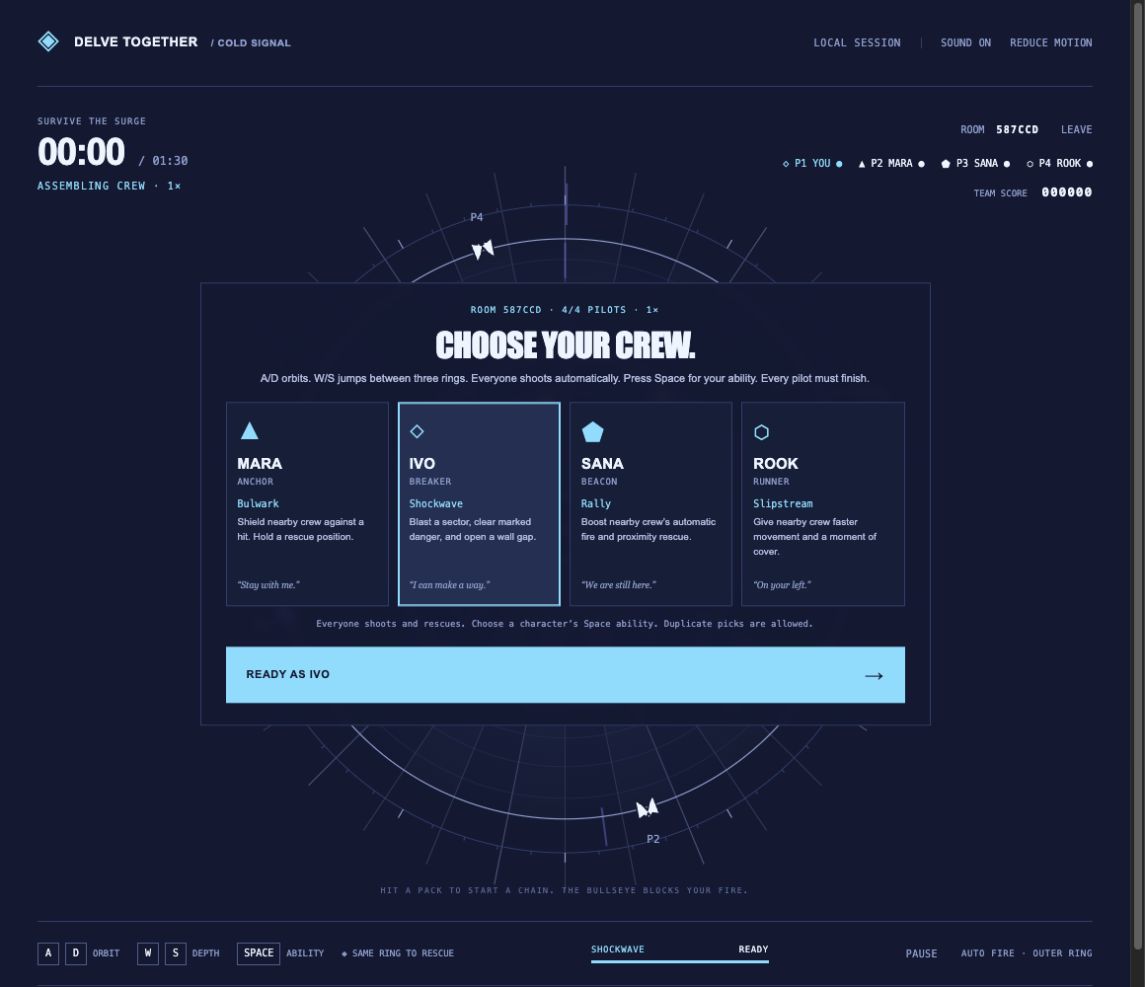 DELVE TOGETHER / COLD SIGNAL
LOCAL SESSION SOUND ON REDUCE MOTION
SURVIVE THE SURGE
00:00 / 01:30
ASSEMBLING CREW · 1×
ROOM 587CCD LEAVE
P1 YOU P2 MARA P3 SANA P4 ROOK
TEAM SCORE 000000
P4
ROOM 587CCD · 4/4 PILOTS · 1×
CHOOSE YOUR CREW.
A/D orbits. W/S jumps between three rings. Everyone shoots automatically. Press Space for your ability. Every pilot must finish.
MARA
ANCHOR
Bulwark
Shield nearby crew against a
hit. Hold a rescue position.
"Stay with me."
IVO
BREAKER
Shockwave
Blast a sector, clear marked
danger, and open a wall gap.
"I can make a way."
SANA
BEACON
Rally
Boost nearby crew's automatic
fire and proximity rescue.
"We are still here."
ROOK
RUNNER
Slipstream
Give nearby crew faster
movement and a moment of
cover.
"On your left."
Everyone shoots and rescues. Choose a character's Space ability. Duplicate picks are allowed.
READY AS IVO →
P2
HIT A PACK TO START A CHAIN. THE BULLSEYE BLOCKS YOUR FIRE.
A D ORBIT W S DEPTH SPACE ABILITY ◆ SAME RING TO RESCUE
SHOCKWAVE READY
PAUSE AUTO FIRE · OUTER RING